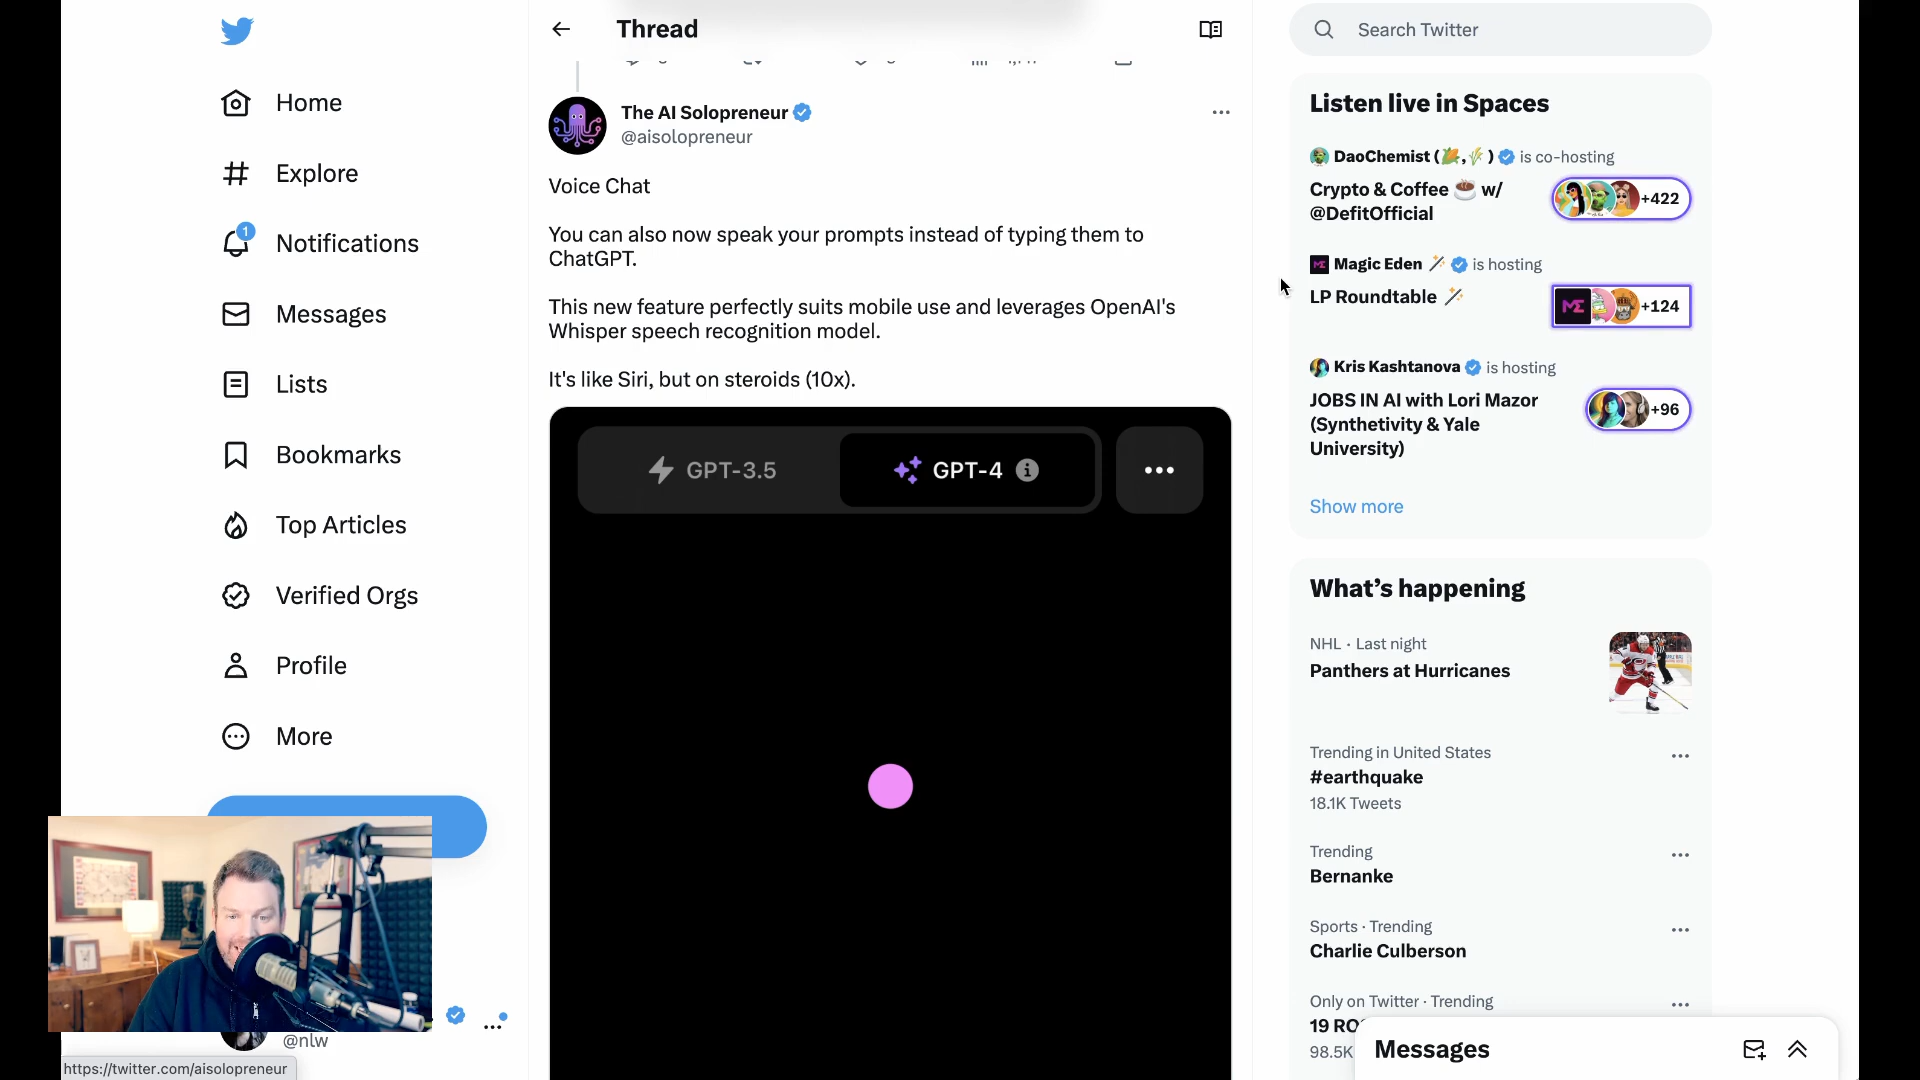 Home
Explore
1
Notifications
Messages
Lists
Bookmarks
Top Articles
Verified Orgs
Profile
More
@nlw
https://twitter.com/aisolopreneur
Thread
The AI Solopreneur
@aisolopreneur
Voice Chat
You can also now speak your prompts instead of typing them to
ChatGPT.
This new feature perfectly suits mobile use and leverages OpenAI's
Whisper speech recognition model.
It's like Siri, but on steroids (10x).
GPT-3.5
GPT-4
Search Twitter
Listen live in Spaces
DaoChemist (🌽,🌾) is co-hosting
Crypto & Coffee ☕ w/
@DefitOfficial
+422
Magic Eden 🪄 is hosting
LP Roundtable 🪄
ME
+124
Kris Kashtanova is hosting
JOBS IN AI with Lori Mazor
(Synthetivity & Yale
University)
+96
Show more
What's happening
NHL · Last night
Panthers at Hurricanes
Trending in United States
#earthquake
18.1K Tweets
Trending
Bernanke
Sports · Trending
Charlie Culberson
Only on Twitter · Trending
19 RO
98.5K
Messages